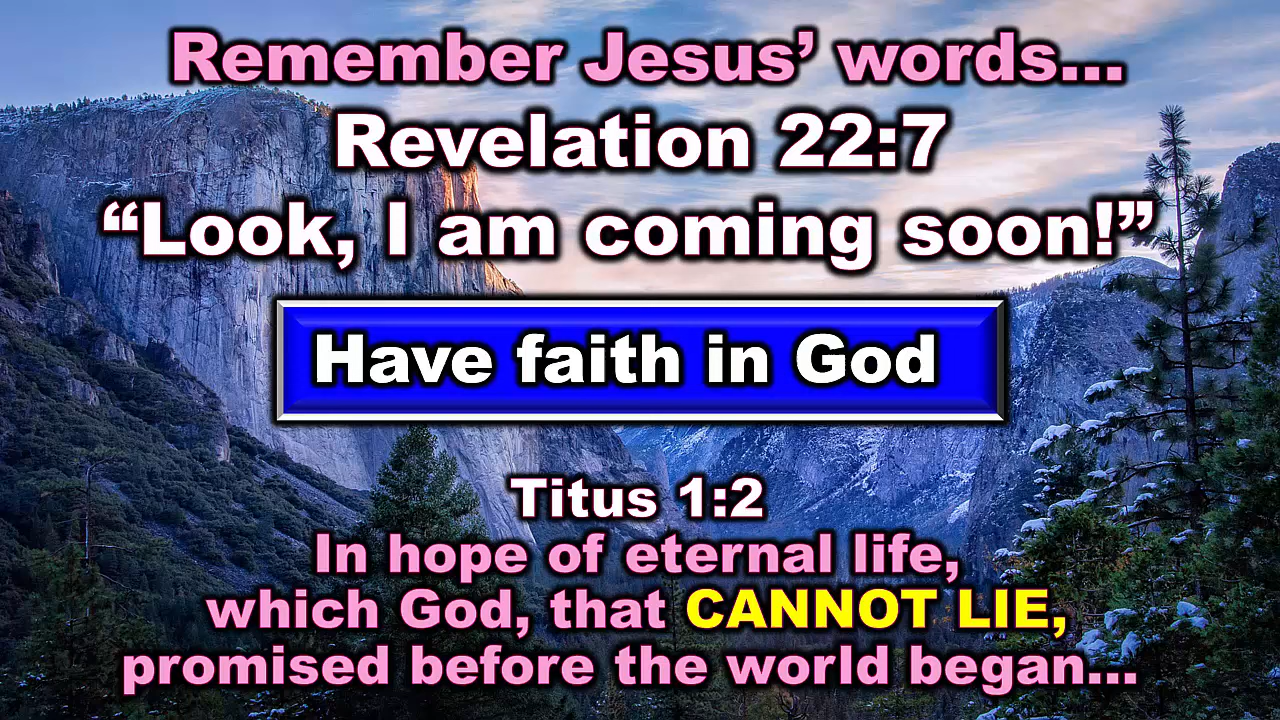 Remember Jesus’ words...
Revelation 22:7
“Look, I am coming soon!”
Have faith in God
Titus 1:2
In hope of eternal life,
which God, that CANNOT LIE,
promised before the world began...